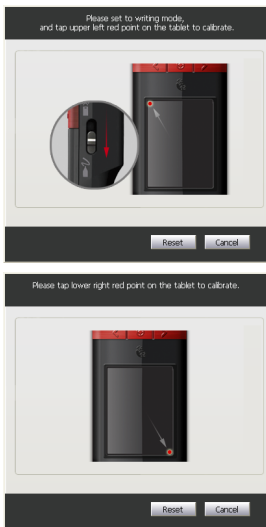 Please set to writing mode,
and tap upper left red point on the tablet to calibrate.
Reset Cancel
Please tap lower right red point on the tablet to calibrate.
Reset Cancel